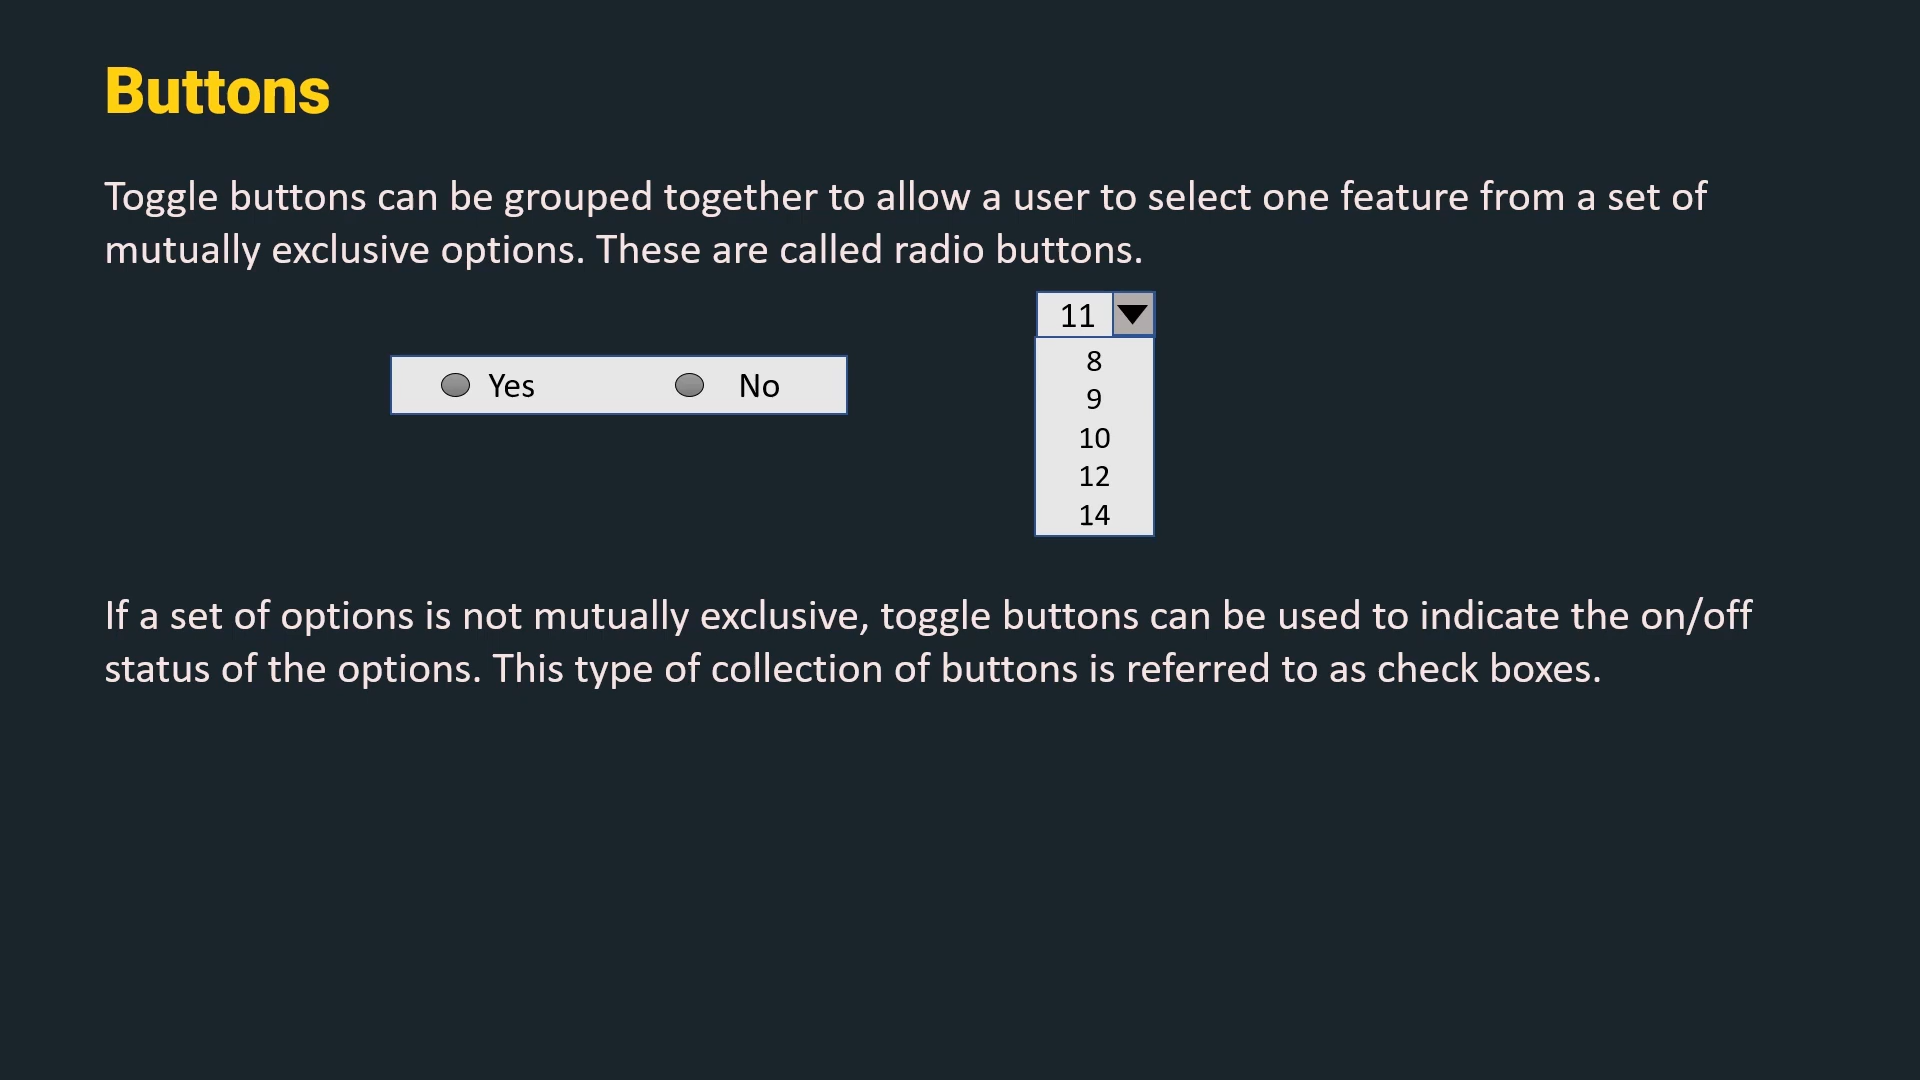 Buttons
Toggle buttons can be grouped together to allow a user to select one feature from a set of
mutually exclusive options. These are called radio buttons.
Yes No
11
8
9
10
12
14
If a set of options is not mutually exclusive, toggle buttons can be used to indicate the on/off
status of the options. This type of collection of buttons is referred to as check boxes.